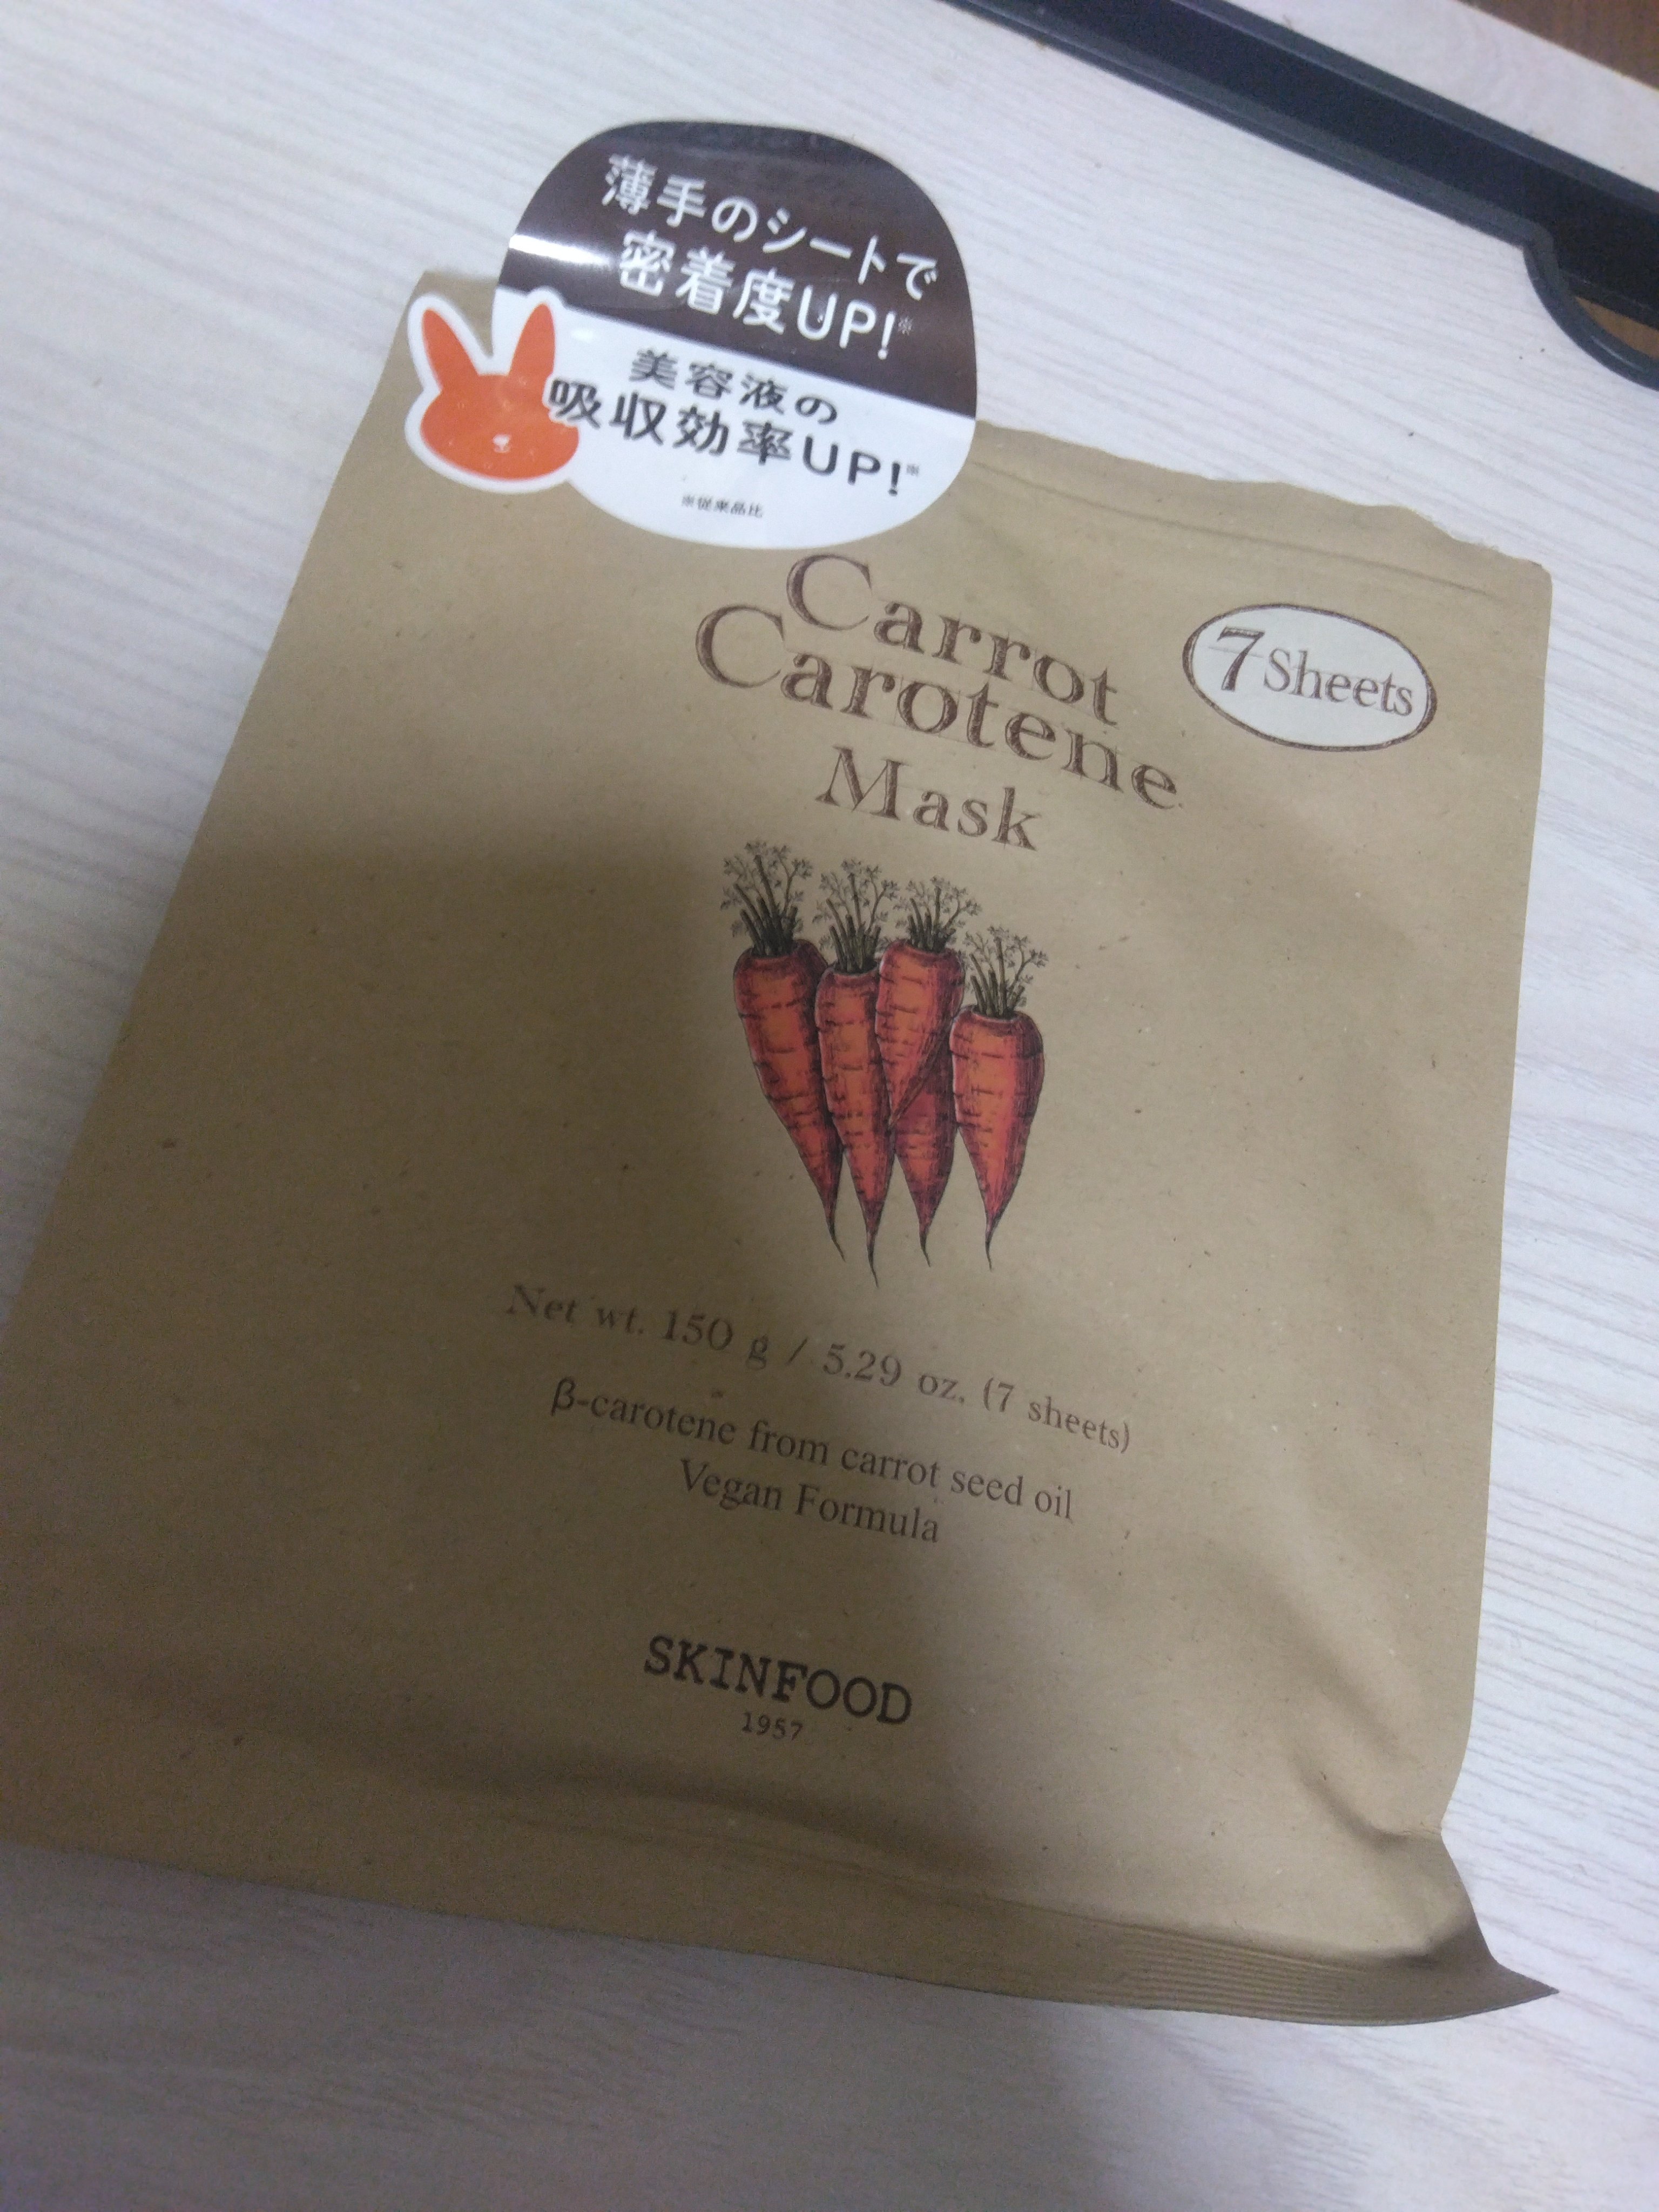 薄手のシートで
密着度UP!※
美容液の
吸収効率UP!※
※従来品比
Carrot
Carotene
Mask
7 Sheets
Net wt. 150 g / 5.29 oz. (7 sheets)
β-carotene from carrot seed oil
Vegan Formula
SKINFOOD
1957